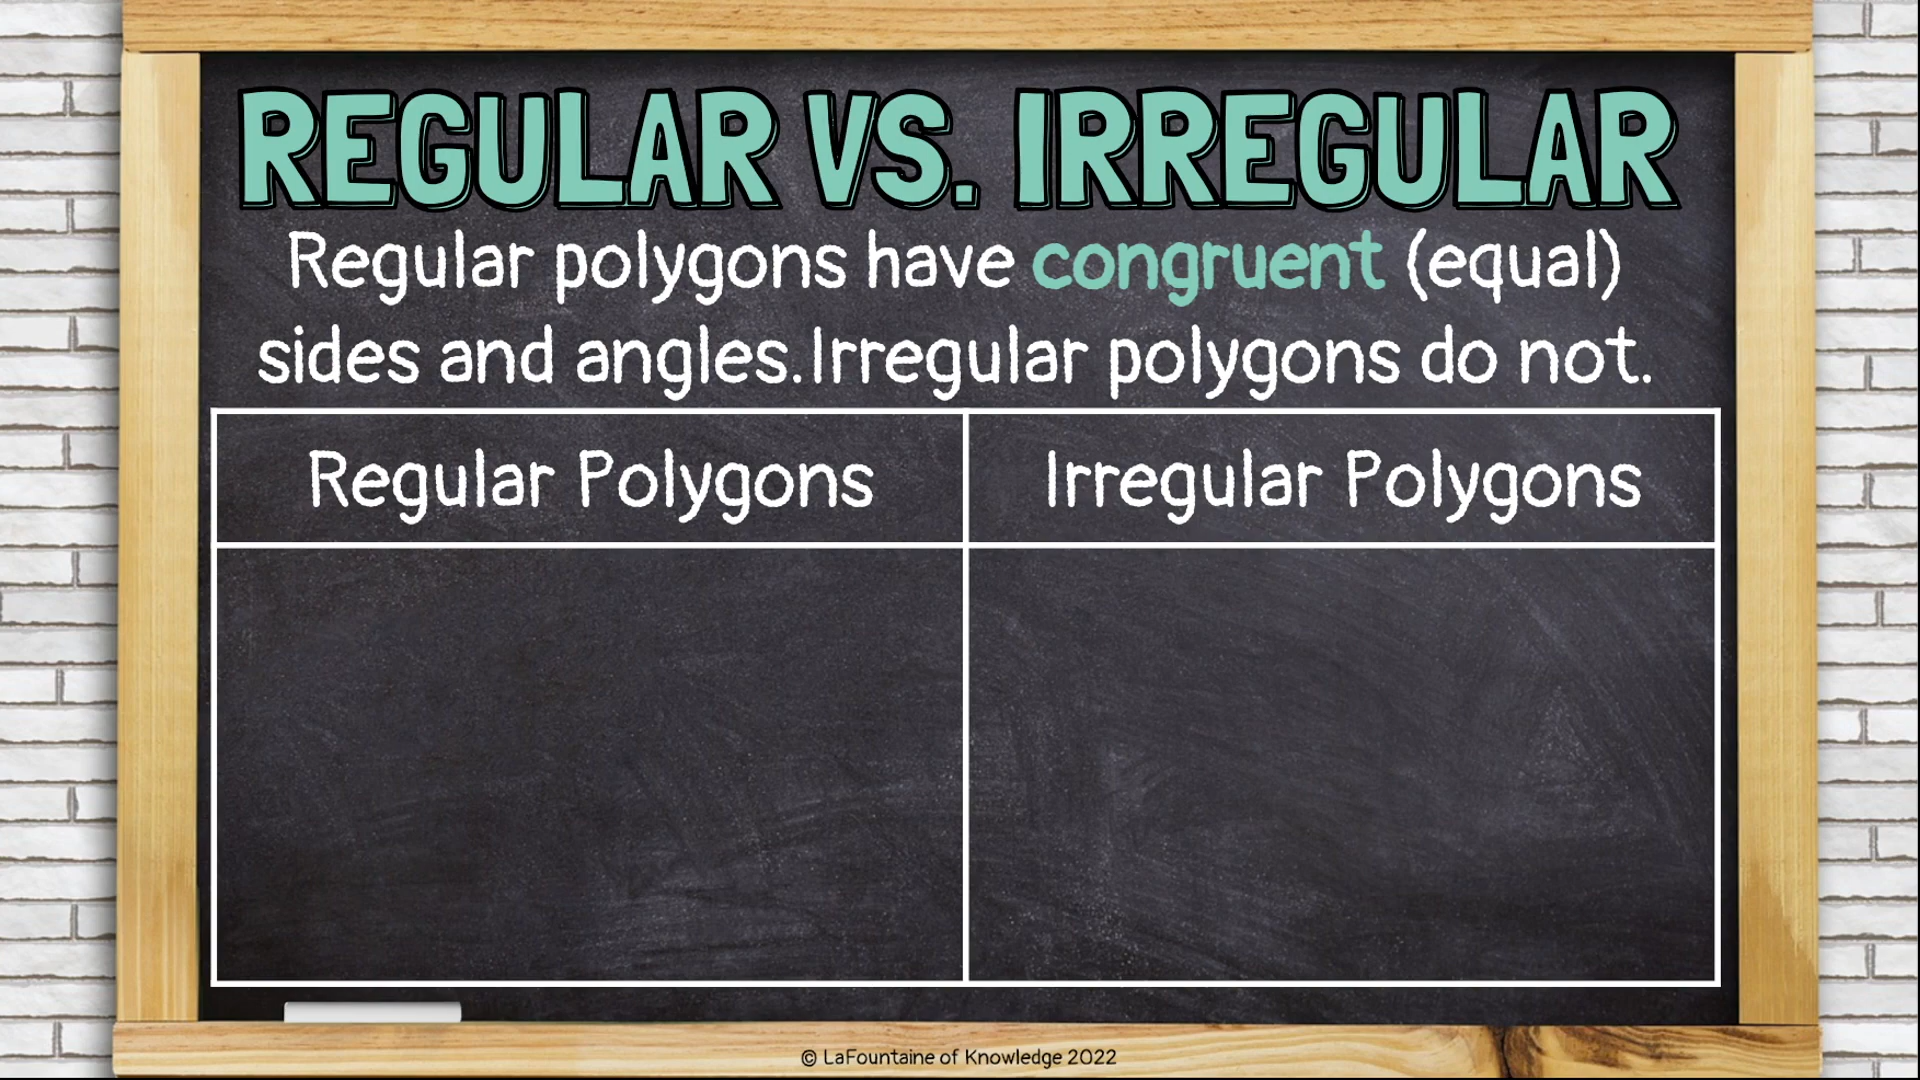 REGULAR VS. IRREGULAR
Regular polygons have congruent (equal)
sides and angles.Irregular polygons do not.
Regular Polygons
Irregular Polygons
© LaFountaine of Knowledge 2022